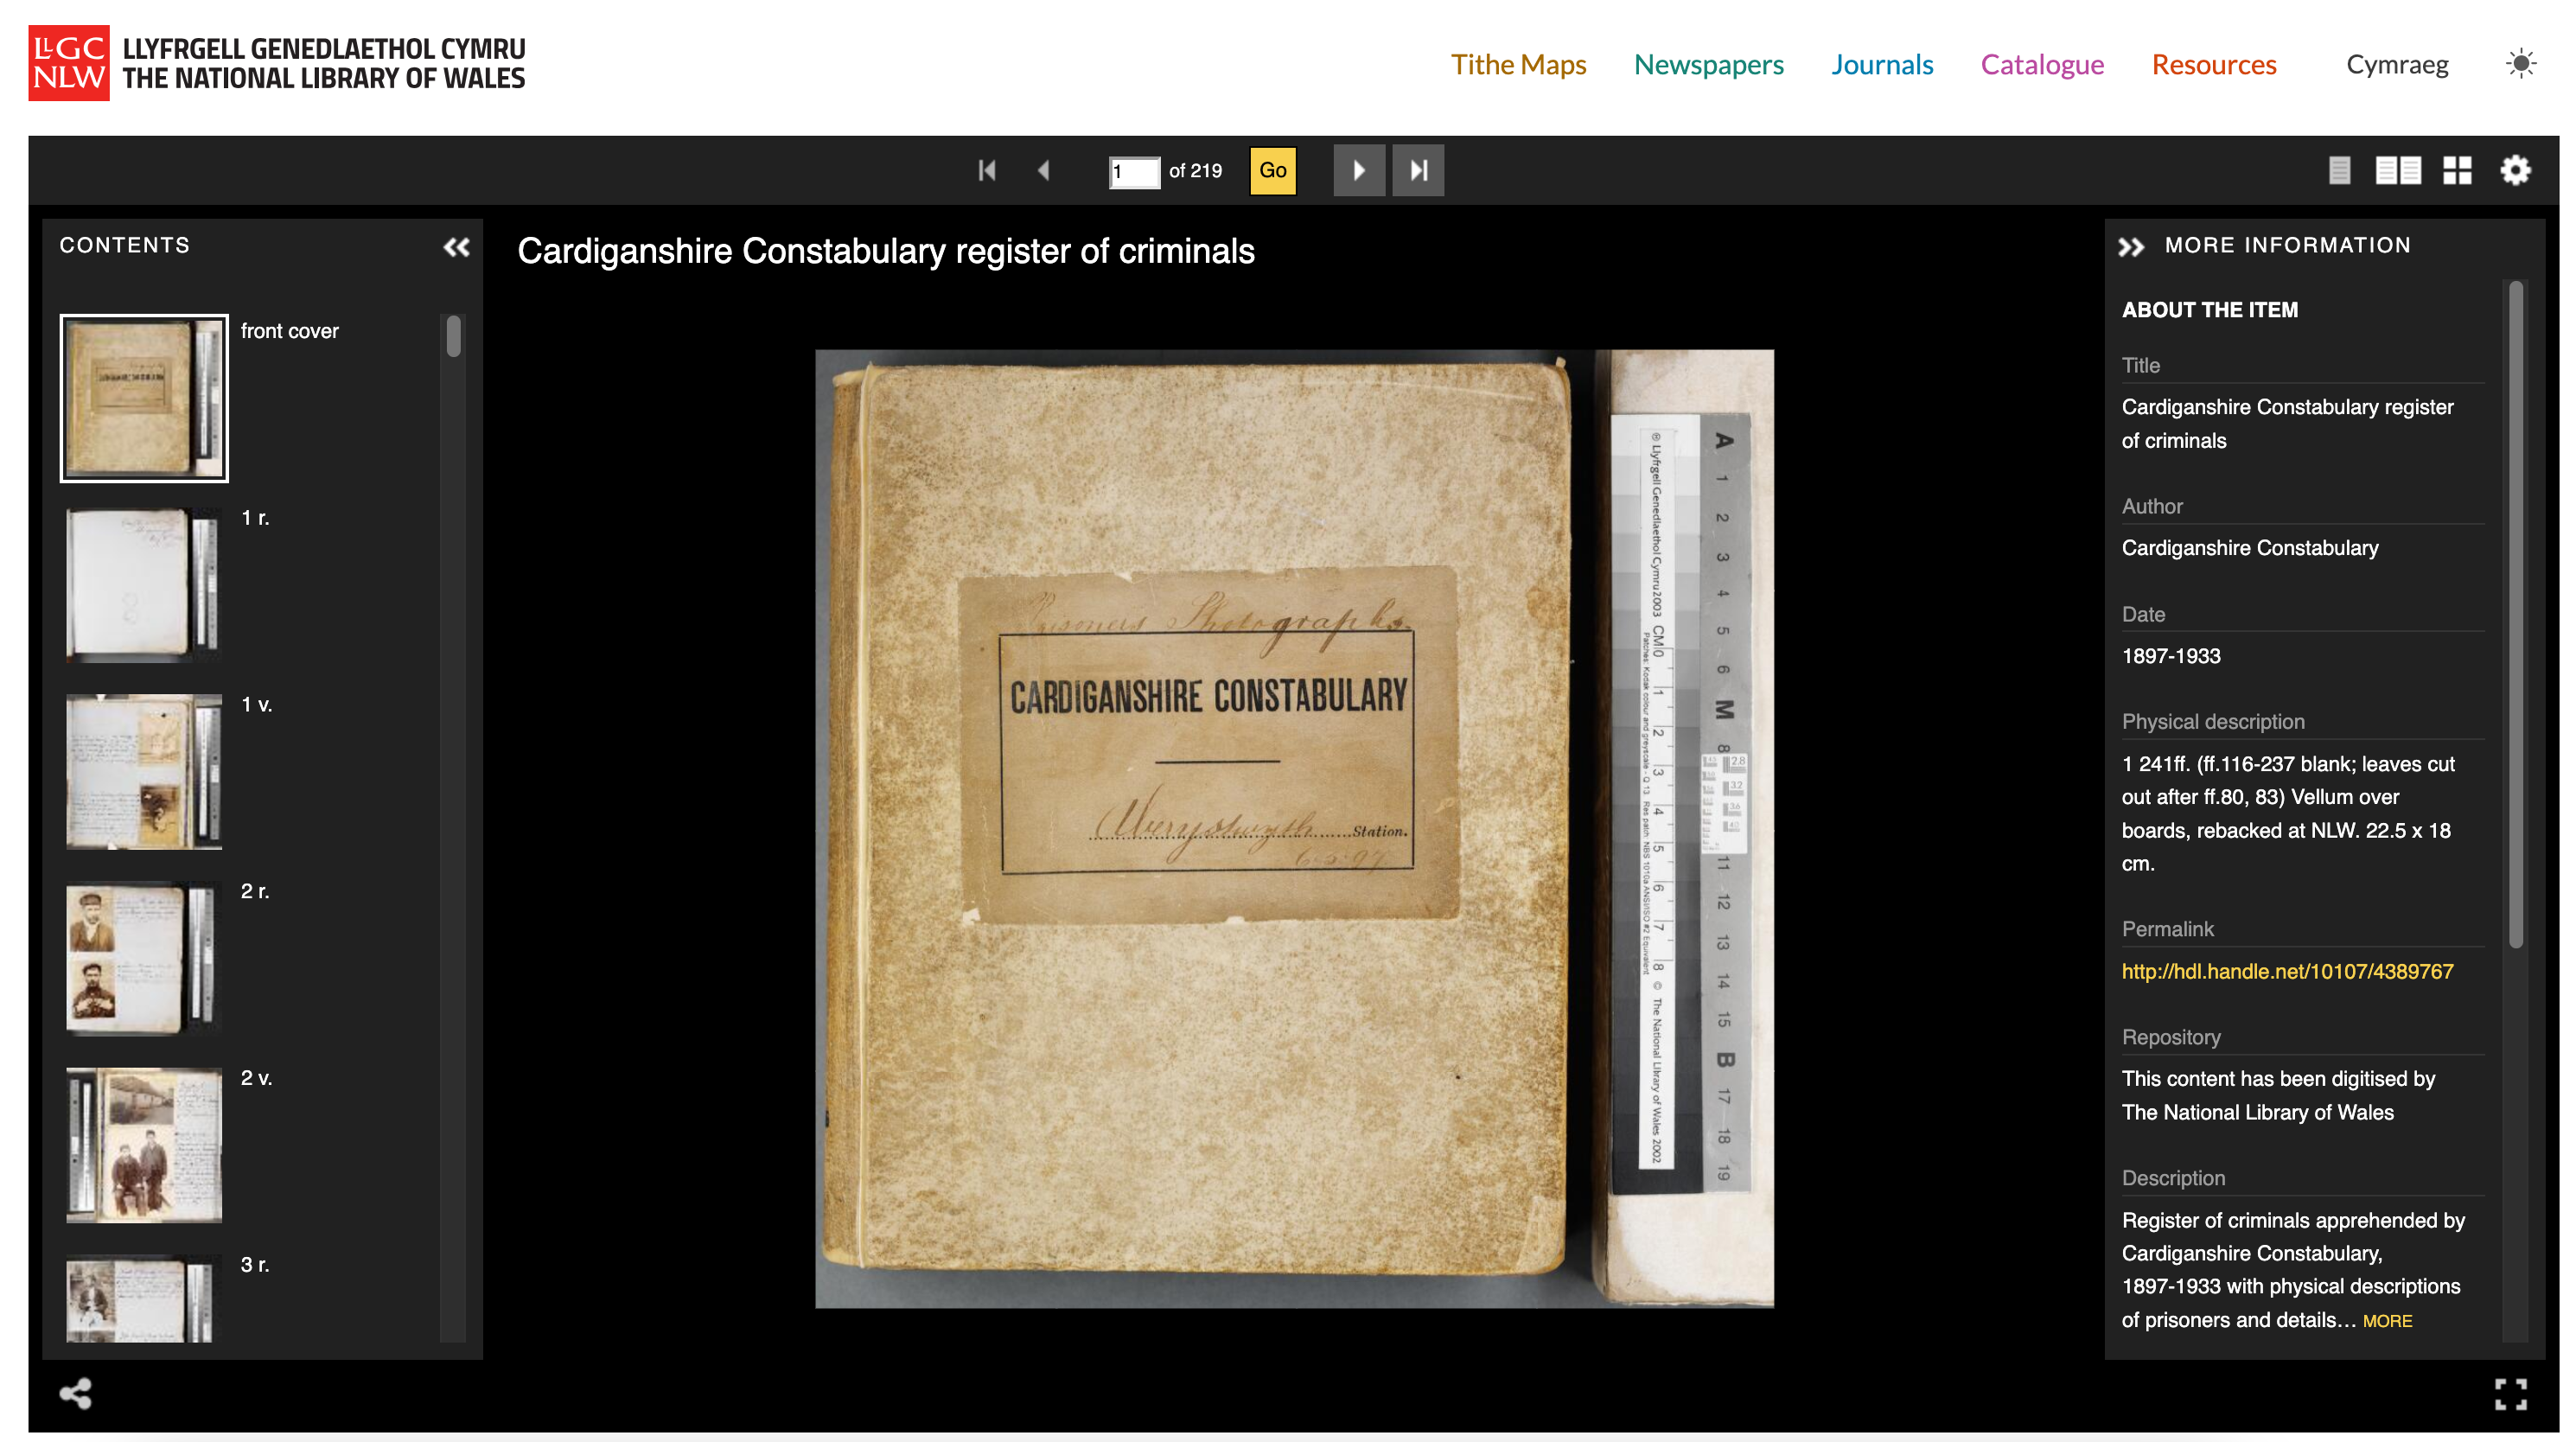 LLGC
NLW
LLYFRGELL GENEDLAETHOL CYMRU
THE NATIONAL LIBRARY OF WALES
Tithe Maps
Newspapers
Journals
Catalogue
Resources
Cymraeg
1 of 219 Go
CONTENTS
front cover
1 r.
1 v.
2 r.
2 v.
3 r.
Cardiganshire Constabulary register of criminals
Prisoners Photographs.
CARDIGANSHIRE CONSTABULARY
Aberystwyth Station.
6.5.97
® Llyfrgell Genedlaethol Cymru 2003 CM 0 1 2 3 4 5 6 7 8 © The National Library of Wales 2002
A 1 2 3 4 5 6 M 8 11 12 13 14 15 B 17 18 19
MORE INFORMATION
ABOUT THE ITEM
Title
Cardiganshire Constabulary register
of criminals
Author
Cardiganshire Constabulary
Date
1897-1933
Physical description
1 241ff. (ff.116-237 blank; leaves cut
out after ff.80, 83) Vellum over
boards, rebacked at NLW. 22.5 x 18
cm.
Permalink
http://hdl.handle.net/10107/4389767
Repository
This content has been digitised by
The National Library of Wales
Description
Register of criminals apprehended by
Cardiganshire Constabulary,
1897-1933 with physical descriptions
of prisoners and details... MORE